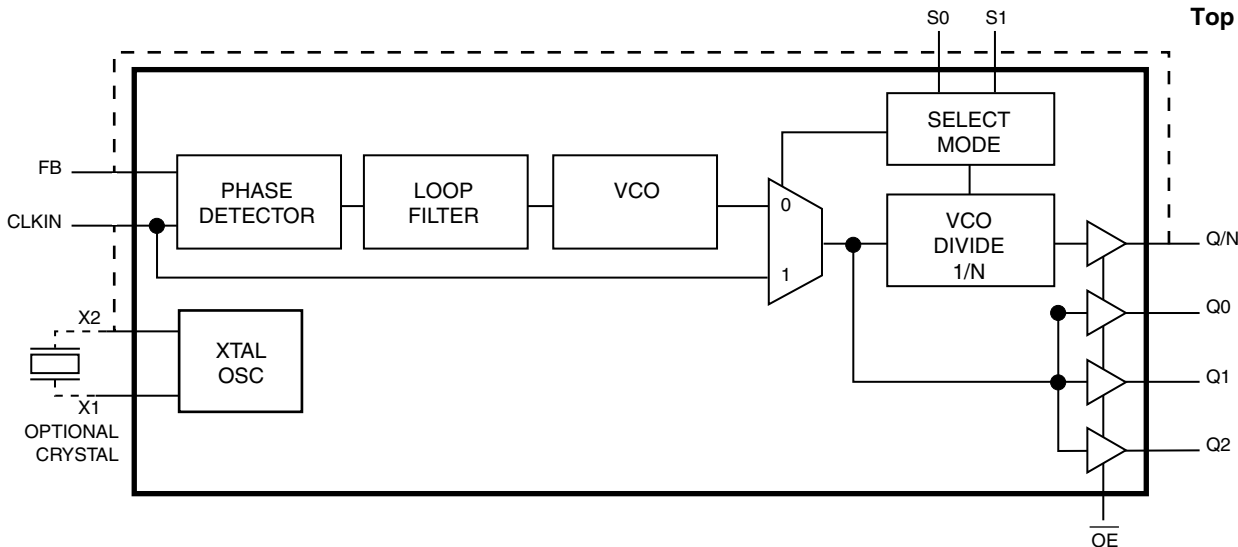 S0
S1
Top
SELECT
MODE
FB
PHASE
DETECTOR
LOOP
FILTER
VCO
0
CLKIN
VCO
DIVIDE
1/N
Q/N
1
X2
XTAL
OSC
Q0
X1
Q1
OPTIONAL
CRYSTAL
Q2
OE